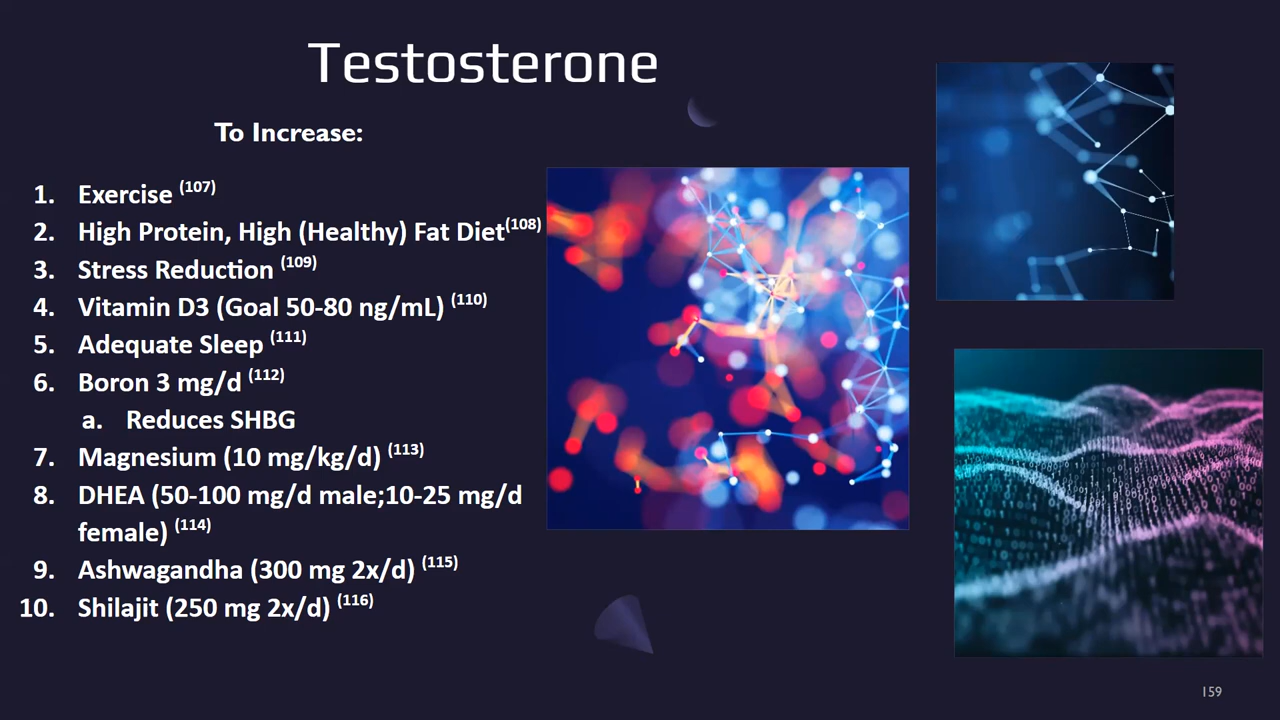 Testosterone
To Increase:
1. Exercise (107)
2. High Protein, High (Healthy) Fat Diet(108)
3. Stress Reduction (109)
4. Vitamin D3 (Goal 50-80 ng/mL) (110)
5. Adequate Sleep (111)
6. Boron 3 mg/d (112)
a. Reduces SHBG
7. Magnesium (10 mg/kg/d) (113)
8. DHEA (50-100 mg/d male;10-25 mg/d
female) (114)
9. Ashwagandha (300 mg 2x/d) (115)
10. Shilajit (250 mg 2x/d) (116)
159